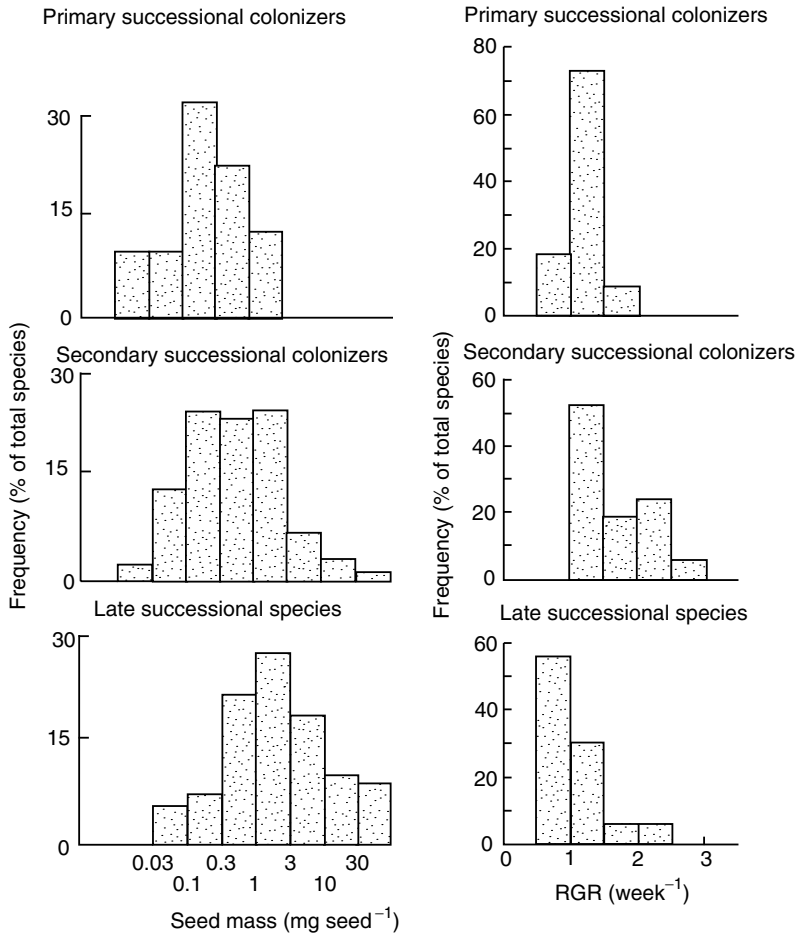 Primary successional colonizers
30
15
0
Secondary successional colonizers
30
15
0
Late successional species
30
15
0
0.03 0.3 3 30
0.1 1 10
Seed mass (mg seed⁻¹)
Frequency (% of total species)
Primary successional colonizers
80
60
40
20
0
Secondary successional colonizers
60
40
20
0
Late successional species
60
40
20
0
0 1 2 3
RGR (week⁻¹)
Frequency (% of total species)